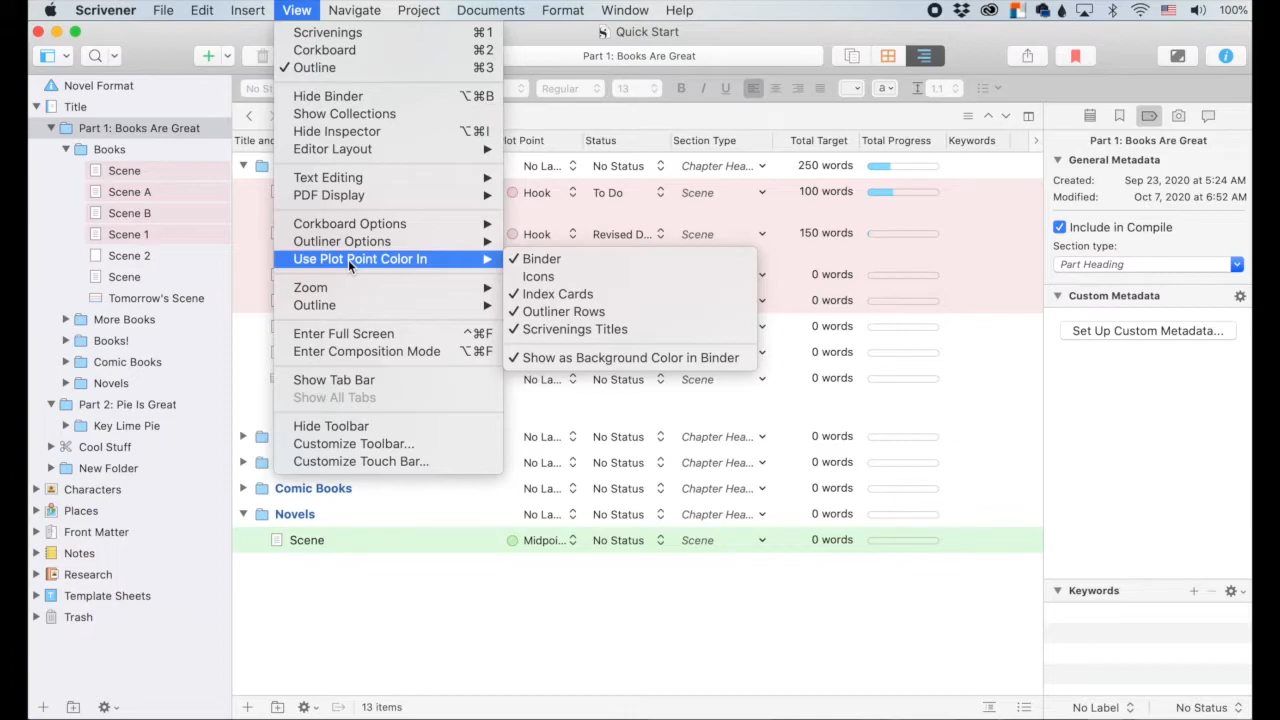 Scrivener File Edit Insert View Navigate Project Documents Format Window Help 100%
Quick Start
Part 1: Books Are Great
No St
Regular 13 B I U a 1.1
Novel Format
Title
Part 1: Books Are Great
Books
Scene
Scene A
Scene B
Scene 1
Scene 2
Scene
Tomorrow's Scene
More Books
Books!
Comic Books
Novels
Part 2: Pie Is Great
Key Lime Pie
Cool Stuff
New Folder
Characters
Places
Front Matter
Notes
Research
Template Sheets
Trash
Scrivenings ⌘1
Corkboard ⌘2
✓ Outline ⌘3
Hide Binder ⌥⌘B
Show Collections
Hide Inspector ⌥⌘I
Editor Layout
Text Editing
PDF Display
Corkboard Options
Outliner Options
Use Plot Point Color In
Zoom
Outline
Enter Full Screen ^⌘F
Enter Composition Mode ⌥⌘F
Show Tab Bar
Show All Tabs
Hide Toolbar
Customize Toolbar...
Customize Touch Bar...
✓ Binder
Icons
✓ Index Cards
✓ Outliner Rows
✓ Scrivenings Titles
✓ Show as Background Color in Binder
Title and lot Point Status Section Type Total Target Total Progress Keywords
No La... No Status Chapter Hea... 250 words
Hook To Do Scene 100 words
Hook Revised D... Scene 150 words
0 words
0 words
0 words
0 words
No La... No Status Scene 0 words
No La... No Status Chapter Hea... 0 words
No La... No Status Chapter Hea... 0 words
Comic Books No La... No Status Chapter Hea... 0 words
Novels No La... No Status Chapter Hea... 0 words
Scene Midpoi... No Status Scene 0 words
13 items
Part 1: Books Are Great
General Metadata
Created: Sep 23, 2020 at 5:24 AM
Modified: Oct 7, 2020 at 6:52 AM
Include in Compile
Section type:
Part Heading
Custom Metadata
Set Up Custom Metadata...
Keywords
No Label No Status